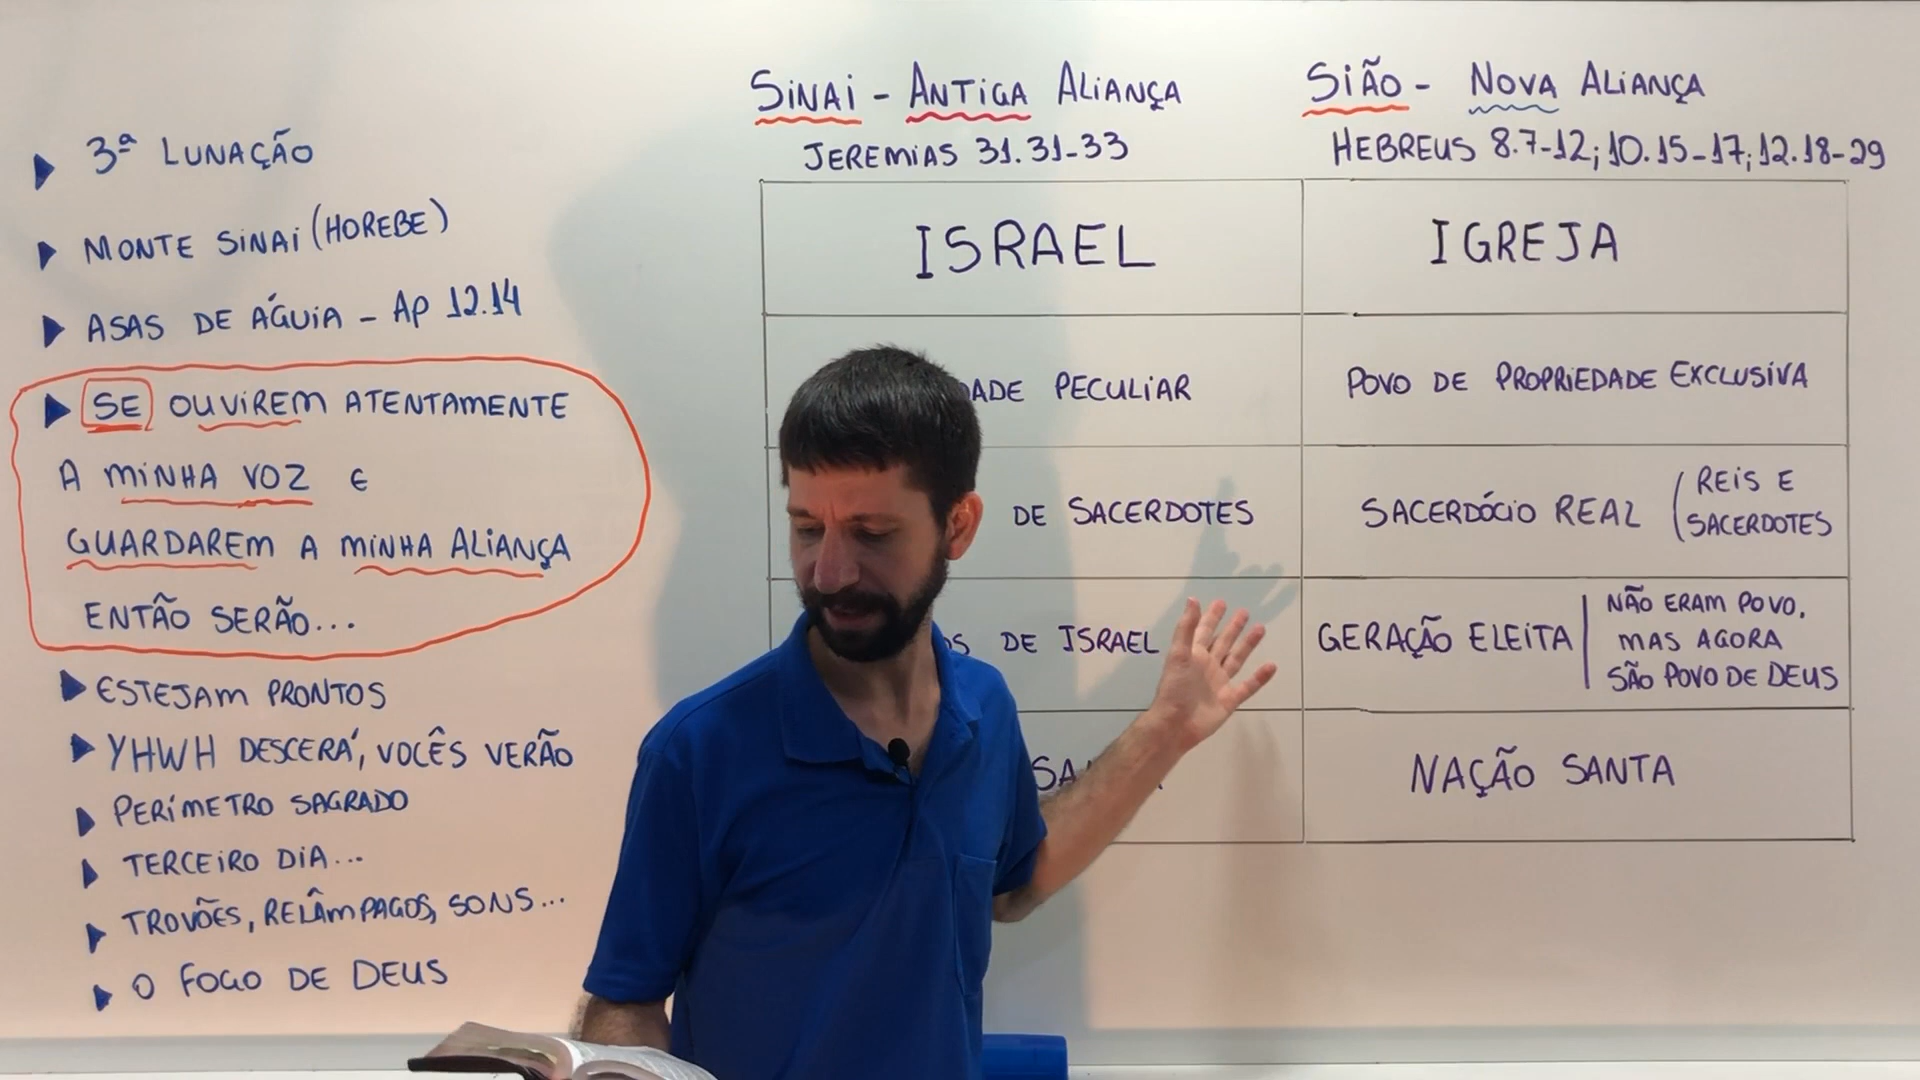 ► 3ª LUNAÇÃO
► MONTE SINAI (HOREBE)
► ASAS DE ÁGUIA - AP 12.14
► SE OUVIREM ATENTAMENTE
A MINHA VOZ E
GUARDAREM A MINHA ALIANÇA
ENTÃO SERÃO...
► ESTEJAM PRONTOS
► YHWH DESCERÁ, VOCÊS VERÃO
► PERÍMETRO SAGRADO
► TERCEIRO DIA...
► TROVÕES, RELÂMPAGOS, SONS...
► O FOGO DE DEUS
SINAI - ANTIGA ALIANÇA
JEREMIAS 31.31-33
SIÃO - NOVA ALIANÇA
HEBREUS 8.7-12; 10.15-17; 12.18-29
ISRAEL
IGREJA
PECULIAR
POVO DE PROPRIEDADE EXCLUSIVA
DE SACERDOTES
SACERDÓCIO REAL (REIS E
SACERDOTES
DE ISRAEL
GERAÇÃO ELEITA | NÃO ERAM POVO,
MAS AGORA
SÃO POVO DE DEUS
NAÇÃO SANTA